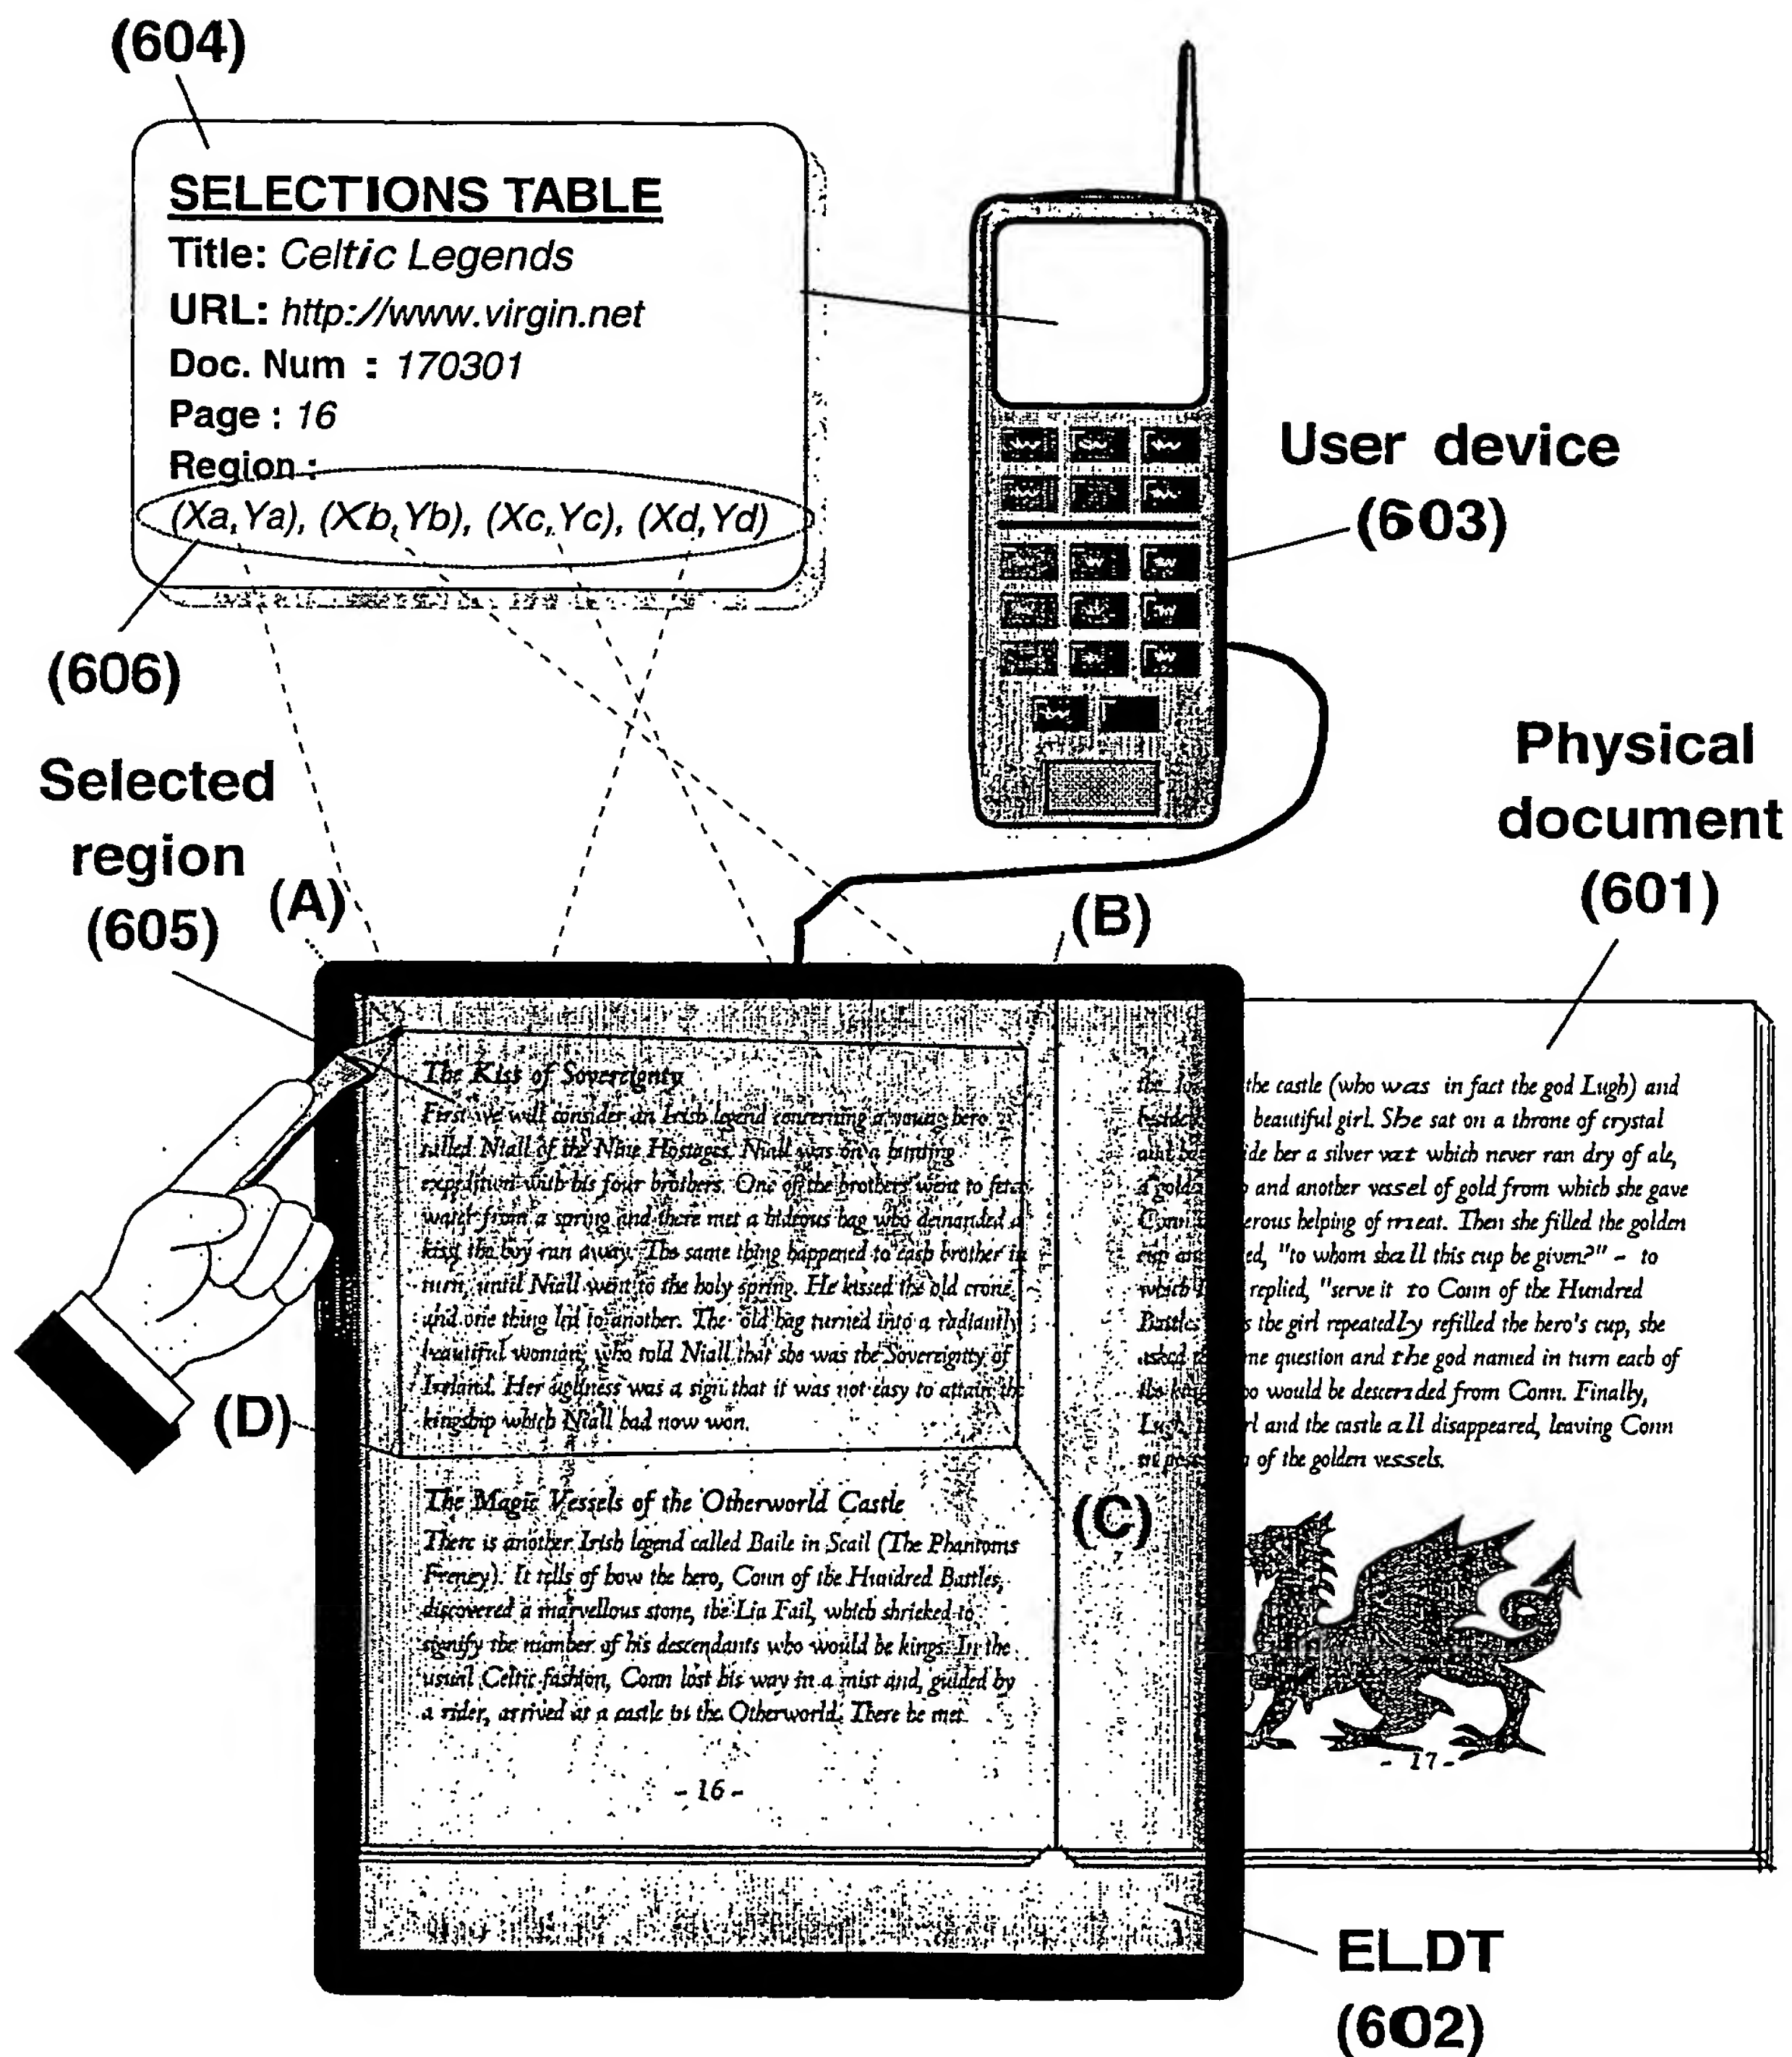 (604)
SELECTIONS TABLE
Title: Celtic Legends
URL: http://www.virgin.net
Doc. Num : 170301
Page : 16
Region :
(Xa,Ya), (Xb,Yb), (Xc,Yc), (Xd,Yd)
(606)
User device
(603)
Physical
document
(601)
Selected
region
(605)
(A)
(B)
(C)
(D)
The Kiss of Sovereignty
First we will consider an Irish legend concerning a young hero
called Niall of the Nine Hostages. Niall was on a hunting
expedition with his four brothers. One of the brothers went to fetch
water from a spring and there met a hideous hag who demanded a
kiss, the boy ran away. The same thing happened to each brother in
turn, until Niall went to the holy spring. He kissed the old crone,
and one thing led to another. The old hag turned into a radiantly
beautiful woman, who told Niall that she was the Sovereignty of
Ireland. Her ugliness was a sign that it was not easy to attain the
kingship which Niall had now won.
The Magic Vessels of the Otherworld Castle
There is another Irish legend called Baile in Scail (The Phantoms
Frenzy). It tells of how the hero, Conn of the Hundred Battles,
discovered a marvellous stone, the Lia Fail, which shrieked to
signify the number of his descendants who would be kings. In the
usual Celtic fashion, Conn lost his way in a mist and, guided by
a rider, arrived at a castle in the Otherworld. There he met
- 16 -
the castle (who was in fact the god Lugh) and
beautiful girl. She sat on a throne of crystal
her a silver vat which never ran dry of ale,
and another vessel of gold from which she gave
helping of meat. Then she filled the golden
cup "to whom shall this cup be given?" - to
which replied, "serve it to Conn of the Hundred
Battles the girl repeatedly refilled the hero's cup, she
asked question and the god named in turn each of
would be descended from Conn. Finally,
and the castle all disappeared, leaving Conn
of the golden vessels.
- 17 -
ELDT
(602)